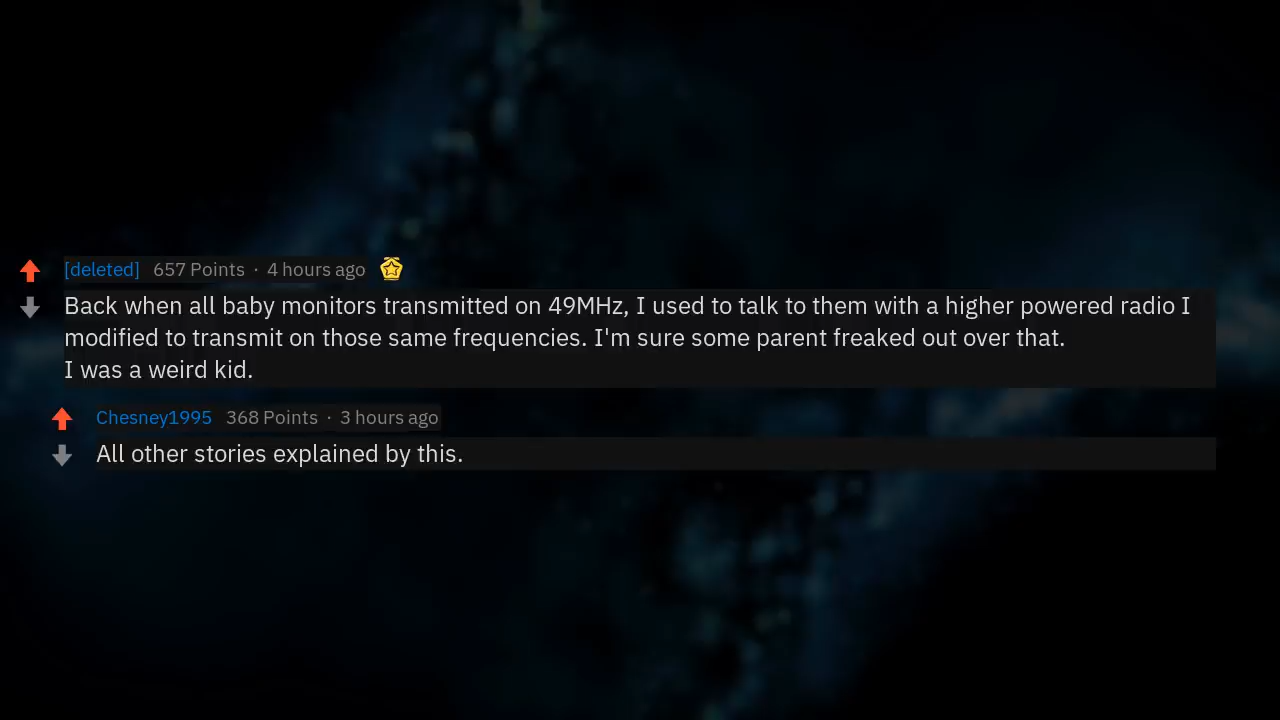 [deleted] 657 Points · 4 hours ago
Back when all baby monitors transmitted on 49MHz, I used to talk to them with a higher powered radio I
modified to transmit on those same frequencies. I'm sure some parent freaked out over that.
I was a weird kid.
Chesney1995 368 Points · 3 hours ago
All other stories explained by this.